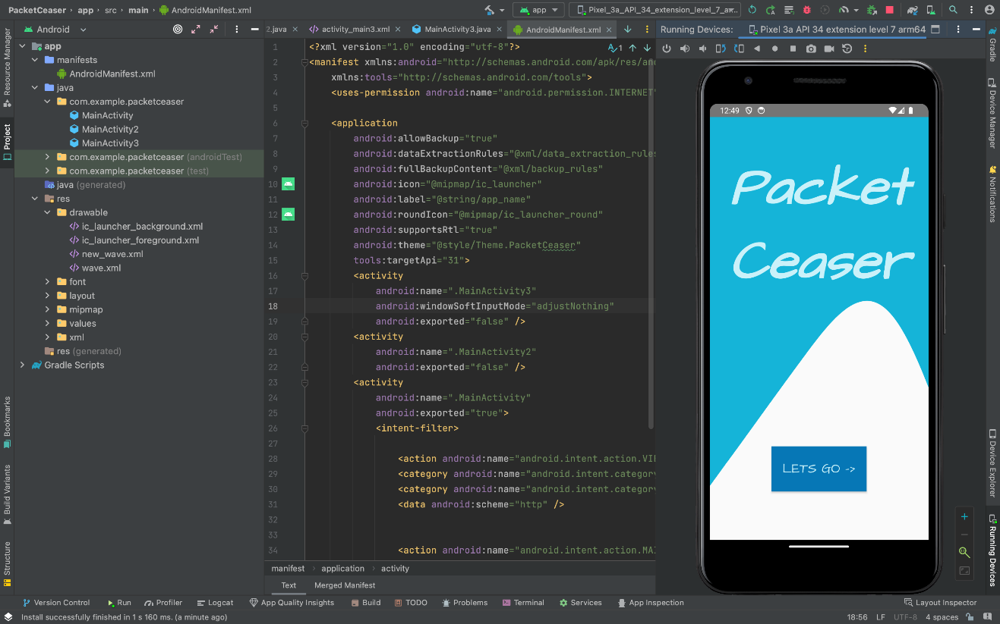 PacketCeaser › app › src › main › AndroidManifest.xml
app
Pixel_3a_API_34_extension_level_7_ar..
Android
2.java
activity_main3.xml
MainActivity3.java
AndroidManifest.xml
Running Devices:
Pixel 3a API 34 extension level 7 arm64
Resource Manager
Project
Bookmarks
Build Variants
Structure
app
manifests
AndroidManifest.xml
java
com.example.packetceaser
MainActivity
MainActivity2
MainActivity3
com.example.packetceaser (androidTest)
com.example.packetceaser (test)
java (generated)
res
drawable
ic_launcher_background.xml
ic_launcher_foreground.xml
new_wave.xml
wave.xml
font
layout
mipmap
values
xml
res (generated)
Gradle Scripts
1 <?xml version="1.0" encoding="utf-8"?>
2 <manifest xmlns:android="http://schemas.android.com/apk/res/an
3 xmlns:tools="http://schemas.android.com/tools">
4 <uses-permission android:name="android.permission.INTERNET"
5
6 <application
7 android:allowBackup="true"
8 android:dataExtractionRules="@xml/data_extraction_rules
9 android:fullBackupContent="@xml/backup_rules"
10 android:icon="@mipmap/ic_launcher"
11 android:label="@string/app_name"
12 android:roundIcon="@mipmap/ic_launcher_round"
13 android:supportsRtl="true"
14 android:theme="@style/Theme.PacketCeaser"
15 tools:targetApi="31">
16 <activity
17 android:name=".MainActivity3"
18 android:windowSoftInputMode="adjustNothing"
19 android:exported="false" />
20 <activity
21 android:name=".MainActivity2"
22 android:exported="false" />
23 <activity
24 android:name=".MainActivity"
25 android:exported="true">
26 <intent-filter>
27
28 <action android:name="android.intent.action.VIE
29 <category android:name="android.intent.category
30 <category android:name="android.intent.category
31 <data android:scheme="http" />
32
33
34 <action android:name="android.intent.action.MAI
1
manifest › application › activity
Text
Merged Manifest
12:49
Packet
Ceaser
LETS GO ->
1:1
Gradle
Device Manager
Notifications
Device Explorer
Running Devices
Version Control
Run
Profiler
Logcat
App Quality Insights
Build
TODO
Problems
Terminal
Services
App Inspection
Layout Inspector
Install successfully finished in 1 s 160 ms. (a minute ago)
18:56
LF
UTF-8
4 spaces